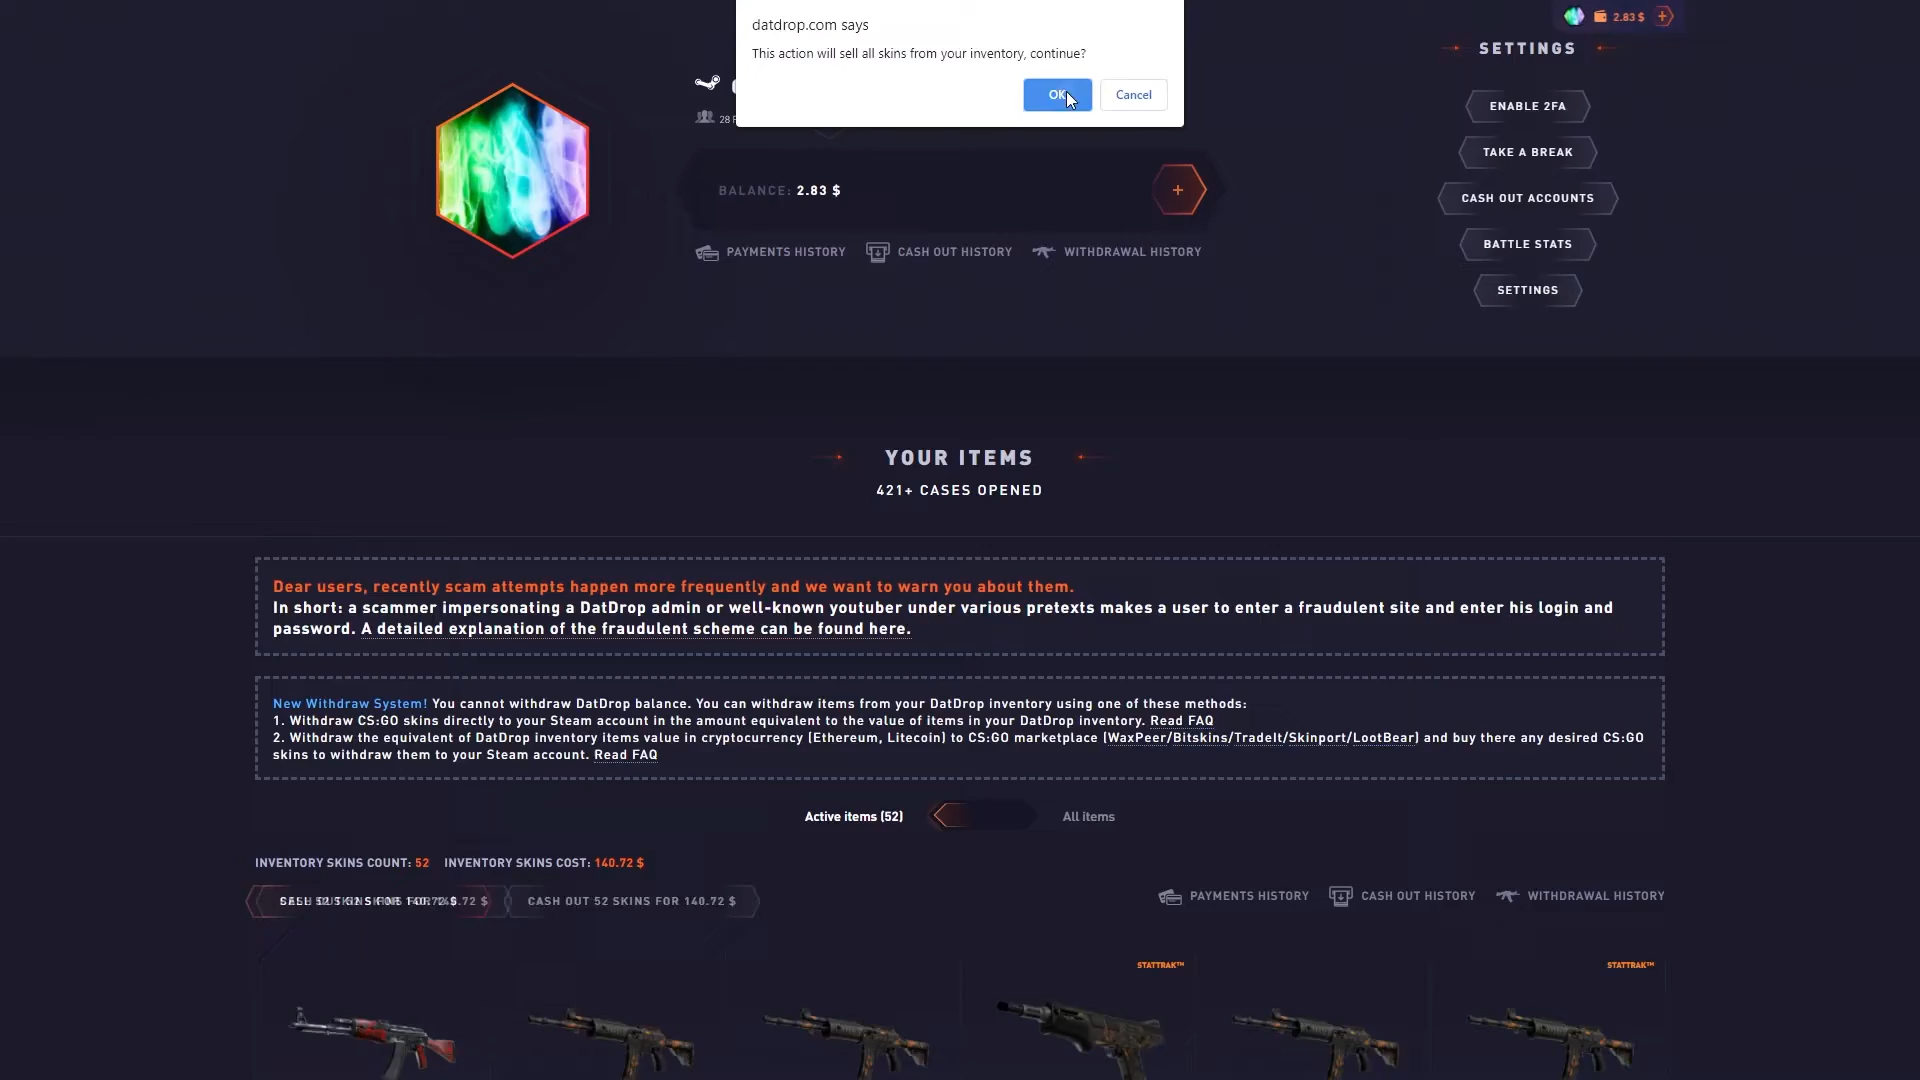 datdrop.com says
This action will sell all skins from your inventory, continue?
OK
Cancel
2.83 $
SETTINGS
ENABLE 2FA
TAKE A BREAK
CASH OUT ACCOUNTS
BATTLE STATS
SETTINGS
28
BALANCE: 2.83 $
PAYMENTS HISTORY
CASH OUT HISTORY
WITHDRAWAL HISTORY
YOUR ITEMS
421+ CASES OPENED
Dear users, recently scam attempts happen more frequently and we want to warn you about them.
In short: a scammer impersonating a DatDrop admin or well-known youtuber under various pretexts makes a user to enter a fraudulent site and enter his login and
password. A detailed explanation of the fraudulent scheme can be found here.
New Withdraw System! You cannot withdraw DatDrop balance. You can withdraw items from your DatDrop inventory using one of these methods:
1. Withdraw CS:GO skins directly to your Steam account in the amount equivalent to the value of items in your DatDrop inventory. Read FAQ
2. Withdraw the equivalent of DatDrop inventory items value in cryptocurrency (Ethereum, Litecoin) to CS:GO marketplace (WaxPeer/Bitskins/TradeIt/Skinport/LootBear) and buy there any desired CS:GO
skins to withdraw them to your Steam account. Read FAQ
Active items (52)
All items
INVENTORY SKINS COUNT: 52 INVENTORY SKINS COST: 140.72 $
CASH OUT 52 SKINS FOR 140.72 $
PAYMENTS HISTORY
CASH OUT HISTORY
WITHDRAWAL HISTORY
STATTRAK™
STATTRAK™